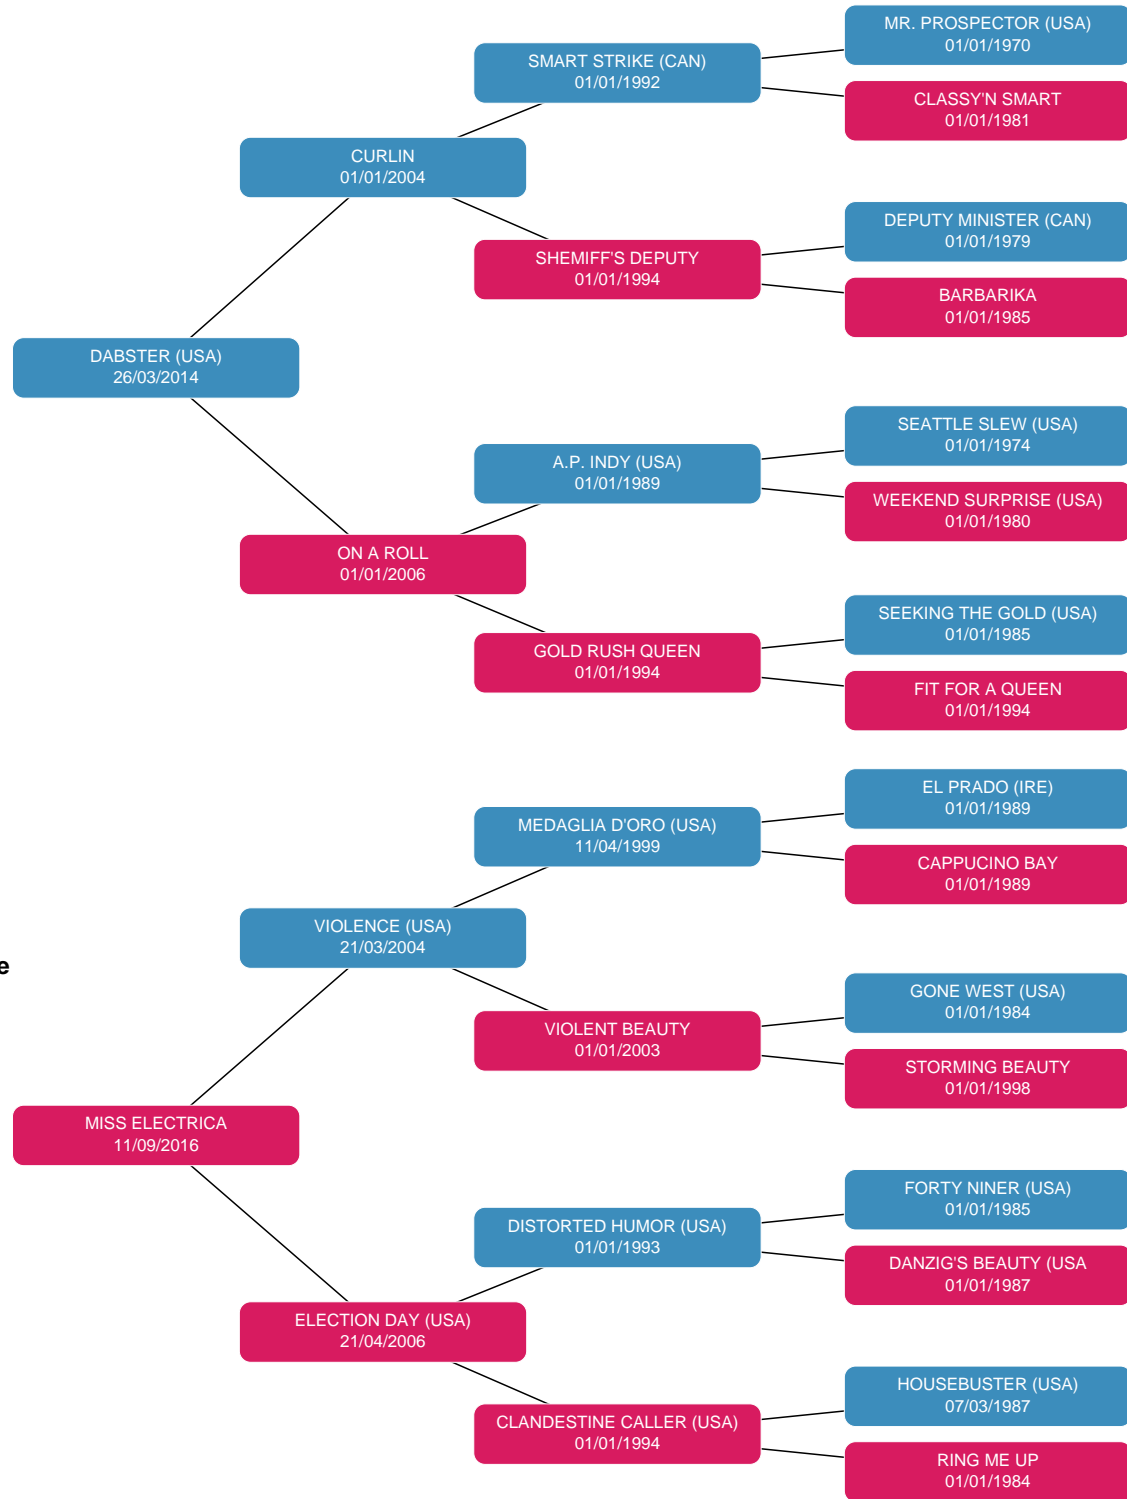 MR. PROSPECTOR (USA)
01/01/1970
SMART STRIKE (CAN)
01/01/1992
CLASSY'N SMART
01/01/1981
CURLIN
01/01/2004
DEPUTY MINISTER (CAN)
01/01/1979
SHEMIFF'S DEPUTY
01/01/1994
BARBARIKA
01/01/1985
DABSTER (USA)
26/03/2014
SEATTLE SLEW (USA)
01/01/1974
A.P. INDY (USA)
01/01/1989
WEEKEND SURPRISE (USA)
01/01/1980
ON A ROLL
01/01/2006
SEEKING THE GOLD (USA)
01/01/1985
GOLD RUSH QUEEN
01/01/1994
FIT FOR A QUEEN
01/01/1994
EL PRADO (IRE)
01/01/1989
MEDAGLIA D'ORO (USA)
11/04/1999
CAPPUCINO BAY
01/01/1989
VIOLENCE (USA)
21/03/2004
e
GONE WEST (USA)
01/01/1984
VIOLENT BEAUTY
01/01/2003
STORMING BEAUTY
01/01/1998
MISS ELECTRICA
11/09/2016
FORTY NINER (USA)
01/01/1985
DISTORTED HUMOR (USA)
01/01/1993
DANZIG'S BEAUTY (USA
01/01/1987
ELECTION DAY (USA)
21/04/2006
HOUSEBUSTER (USA)
07/03/1987
CLANDESTINE CALLER (USA)
01/01/1994
RING ME UP
01/01/1984